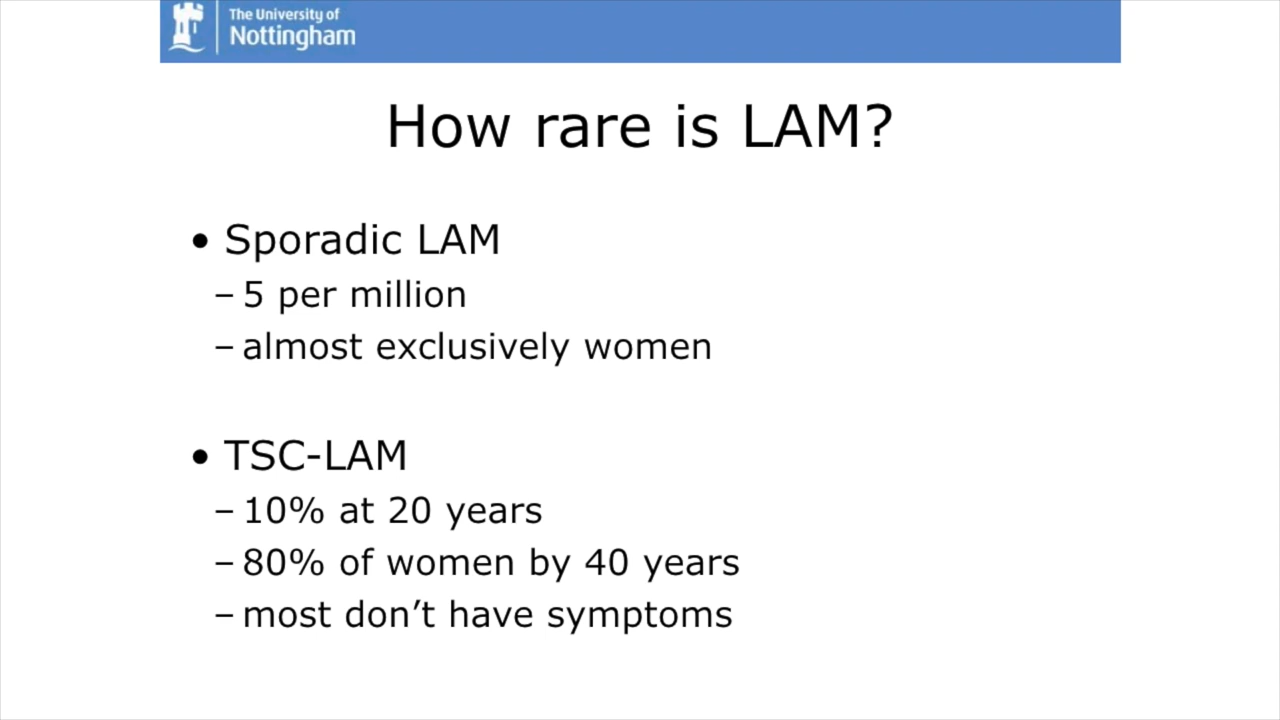 The University of
Nottingham
How rare is LAM?
• Sporadic LAM
– 5 per million
– almost exclusively women
• TSC-LAM
– 10% at 20 years
– 80% of women by 40 years
– most don’t have symptoms